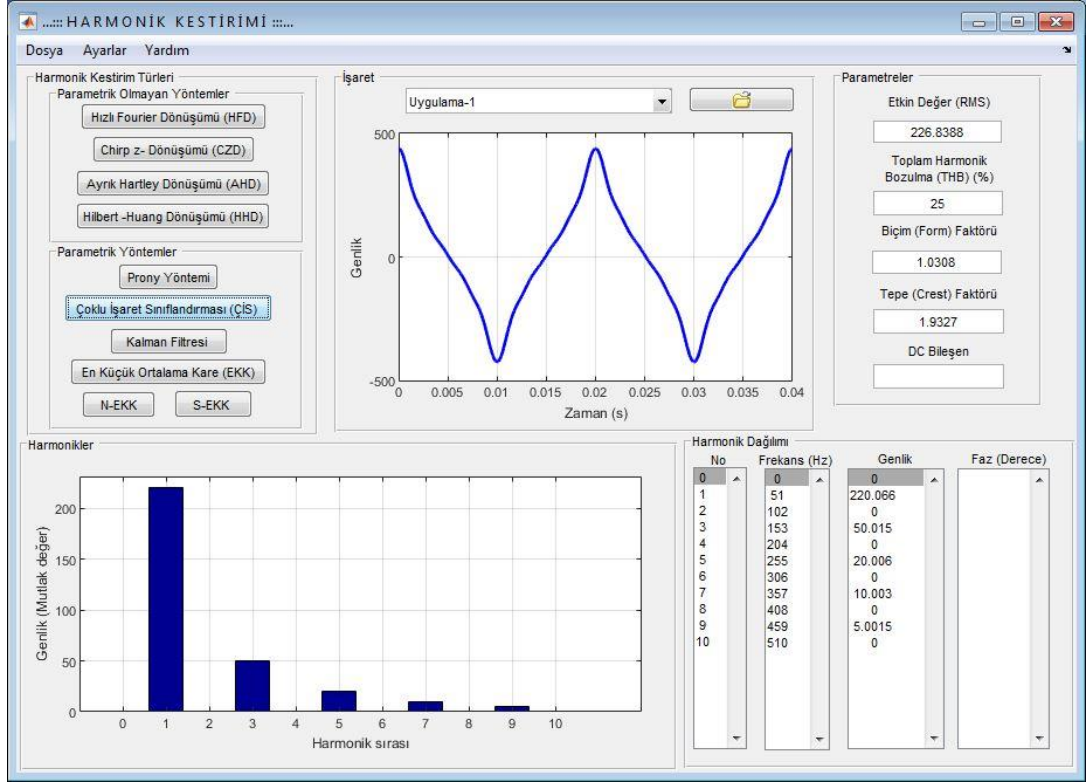 ...::: HARMONİK KESTİRİMİ :::...
Dosya Ayarlar Yardım
Harmonik Kestirim Türleri
Parametrik Olmayan Yöntemler
Hızlı Fourier Dönüşümü (HFD)
Chirp z- Dönüşümü (CZD)
Ayrık Hartley Dönüşümü (AHD)
Hilbert -Huang Dönüşümü (HHD)
Parametrik Yöntemler
Prony Yöntemi
Çoklu İşaret Sınıflandırması (ÇİS)
Kalman Filtresi
En Küçük Ortalama Kare (EKK)
N-EKK S-EKK
İşaret
Uygulama-1
500
0
-500
Genlik
0 0.005 0.01 0.015 0.02 0.025 0.03 0.035 0.04
Zaman (s)
Parametreler
Etkin Değer (RMS)
226.8388
Toplam Harmonik
Bozulma (THB) (%)
25
Biçim (Form) Faktörü
1.0308
Tepe (Crest) Faktörü
1.9327
DC Bileşen
Harmonikler
Genlik (Mutlak değer)
200
150
100
50
0
0 1 2 3 4 5 6 7 8 9 10
Harmonik sırası
Harmonik Dağılımı
No Frekans (Hz) Genlik Faz (Derece)
0 0 0
1 51 220.066
2 102 0
3 153 50.015
4 204 0
5 255 20.006
6 306 0
7 357 10.003
8 408 0
9 459 5.0015
10 510 0